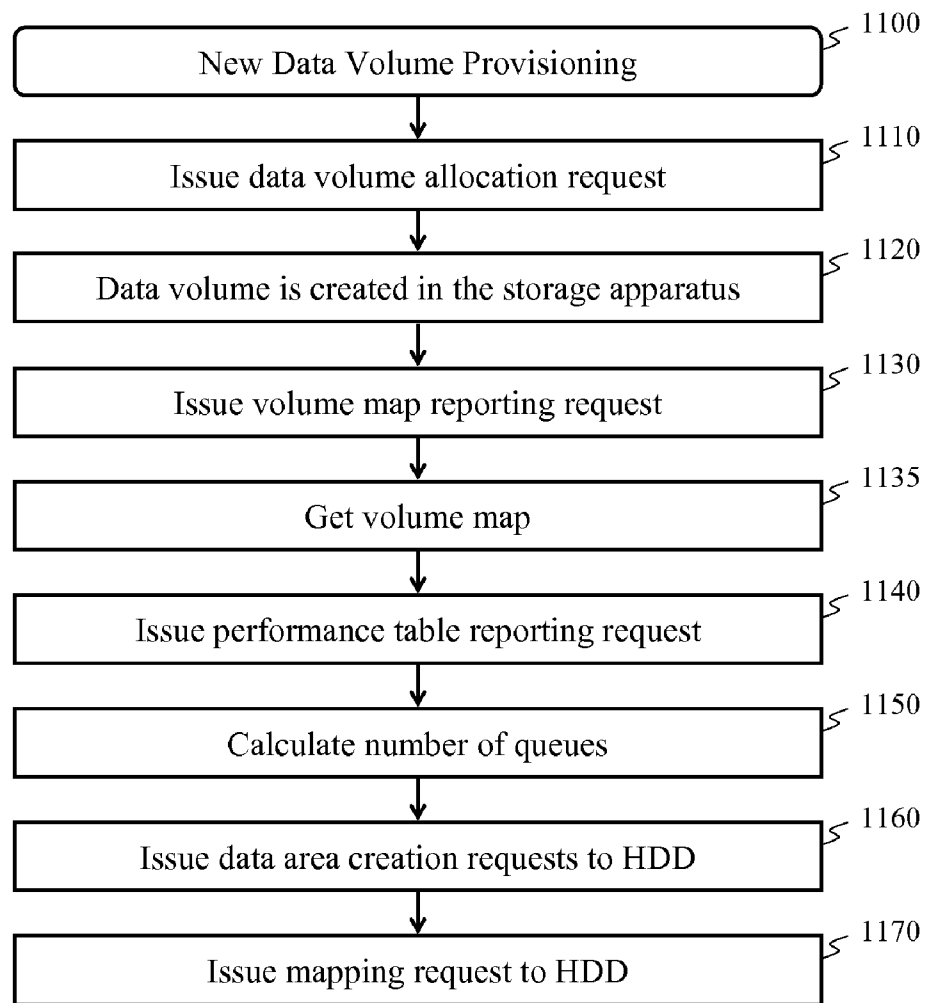 1100
New Data Volume Provisioning
1110
Issue data volume allocation request
1120
Data volume is created in the storage apparatus
1130
Issue volume map reporting request
1135
Get volume map
1140
Issue performance table reporting request
1150
Calculate number of queues
1160
Issue data area creation requests to HDD
1170
Issue mapping request to HDD